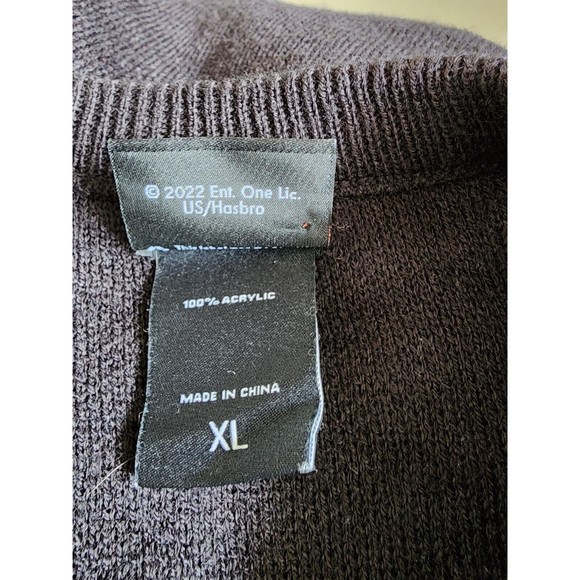 © 2022 Ent. One Lic.
US/Hasbro
100% ACRYLIC
MADE IN CHINA
XL